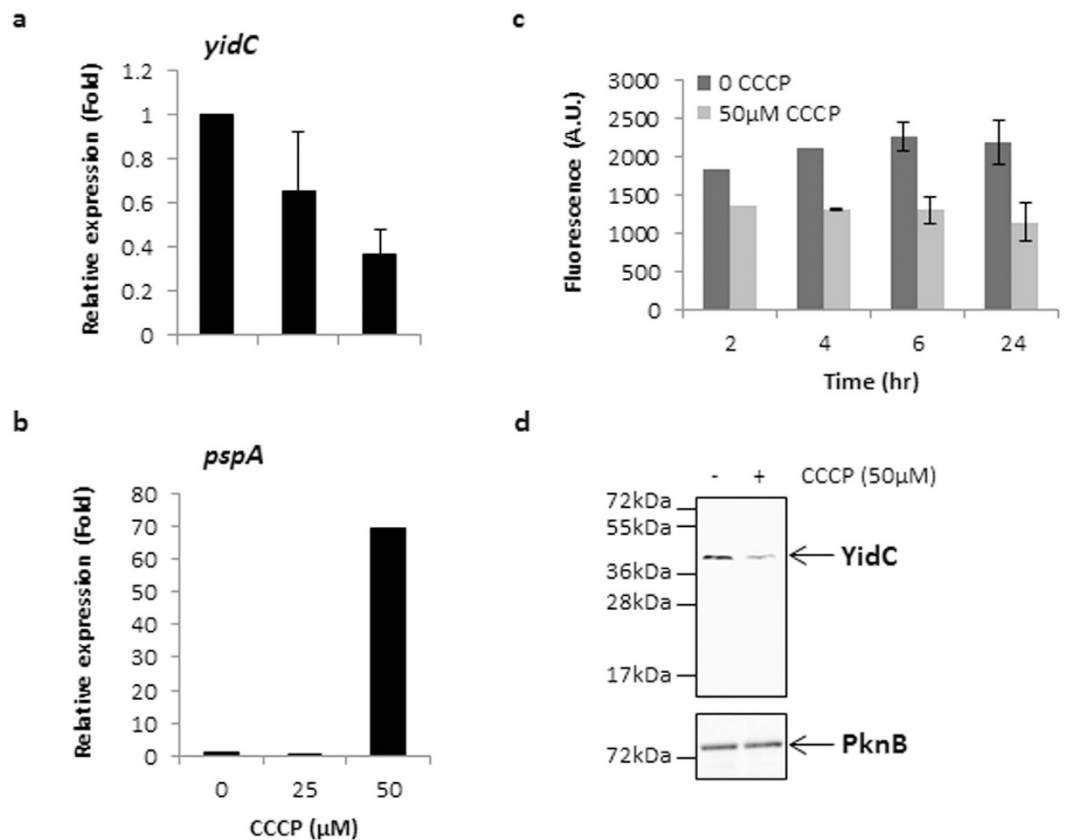 a
yidC
Relative expression (Fold)
1.2
1
0.8
0.6
0.4
0.2
0
b
pspA
Relative expression (Fold)
80
70
60
50
40
30
20
10
0
0 25 50
CCCP (µM)
c
Fluorescence (A.U.)
3000
2500
2000
1500
1000
500
0
0 CCCP
50µM CCCP
2 4 6 24
Time (hr)
d
- + CCCP (50µM)
72kDa
55kDa
36kDa
28kDa
17kDa
YidC
72kDa
PknB